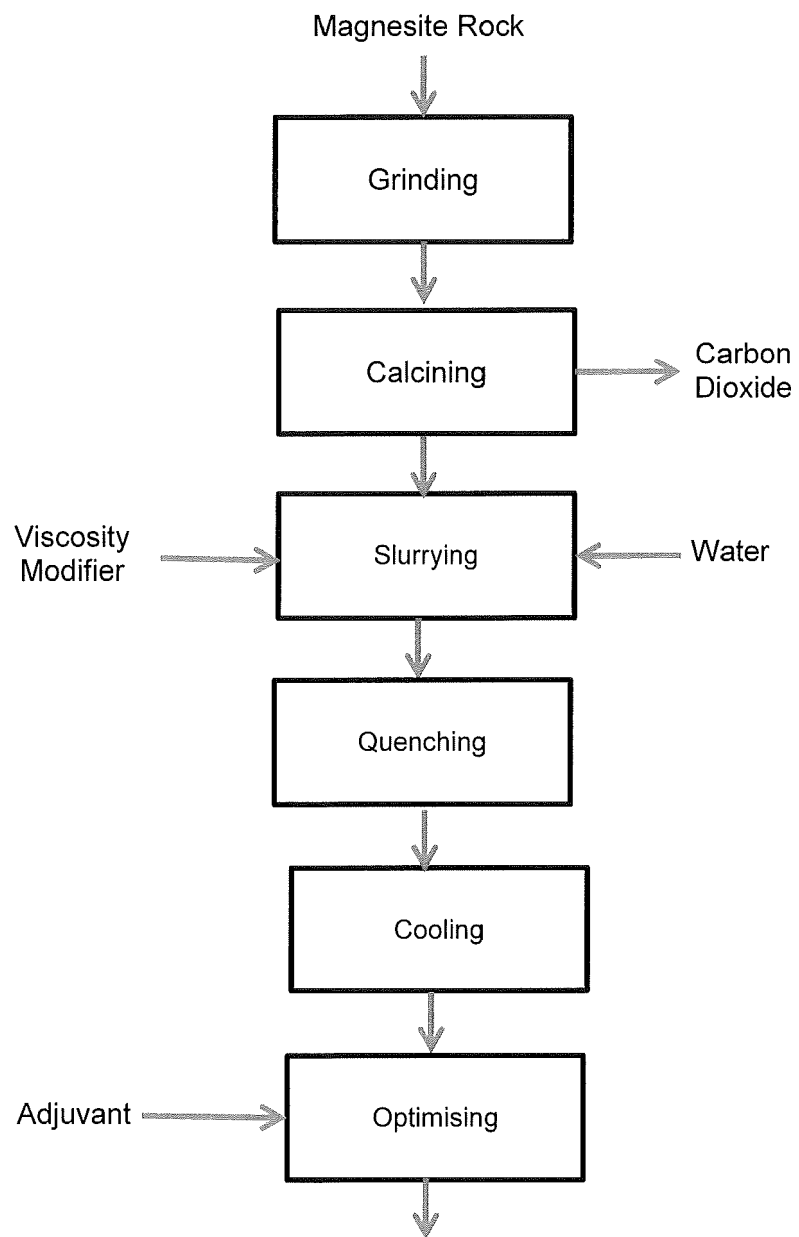 Magnesite Rock
Grinding
Calcining
Carbon
Dioxide
Viscosity
Modifier
Slurrying
Water
Quenching
Cooling
Adjuvant
Optimising